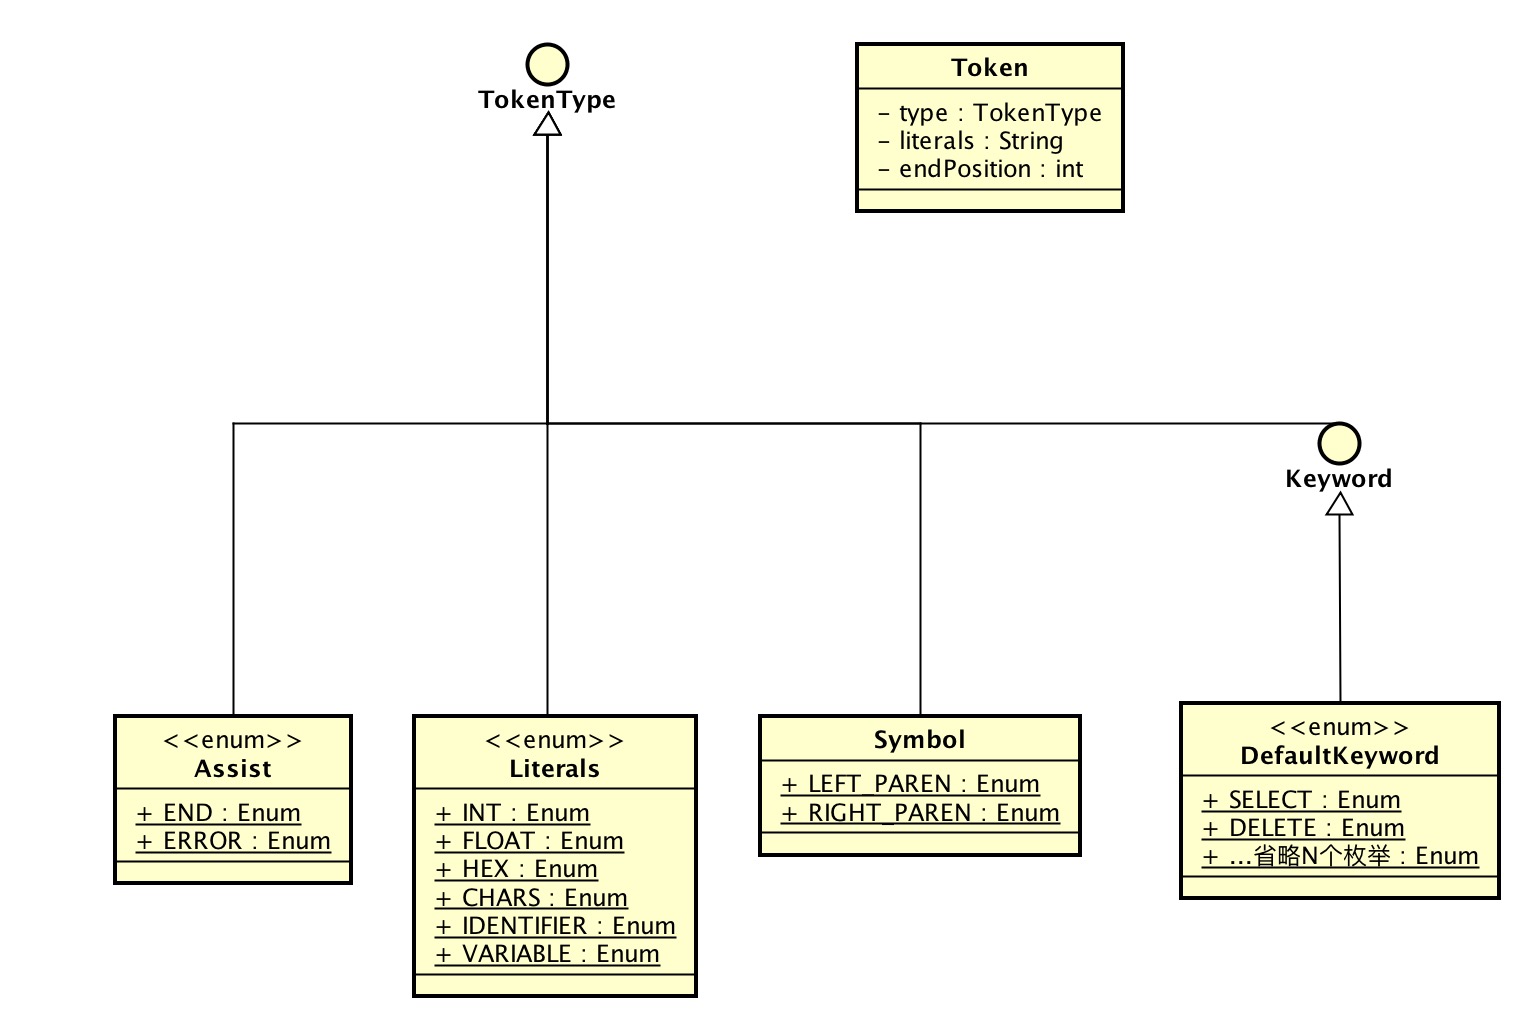 TokenType
Token
- type : TokenType
- literals : String
- endPosition : int
Keyword
<<enum>>
Assist
+ END : Enum
+ ERROR : Enum
<<enum>>
Literals
+ INT : Enum
+ FLOAT : Enum
+ HEX : Enum
+ CHARS : Enum
+ IDENTIFIER : Enum
+ VARIABLE : Enum
Symbol
+ LEFT_PAREN : Enum
+ RIGHT_PAREN : Enum
<<enum>>
DefaultKeyword
+ SELECT : Enum
+ DELETE : Enum
+ ...省略N个枚举 : Enum